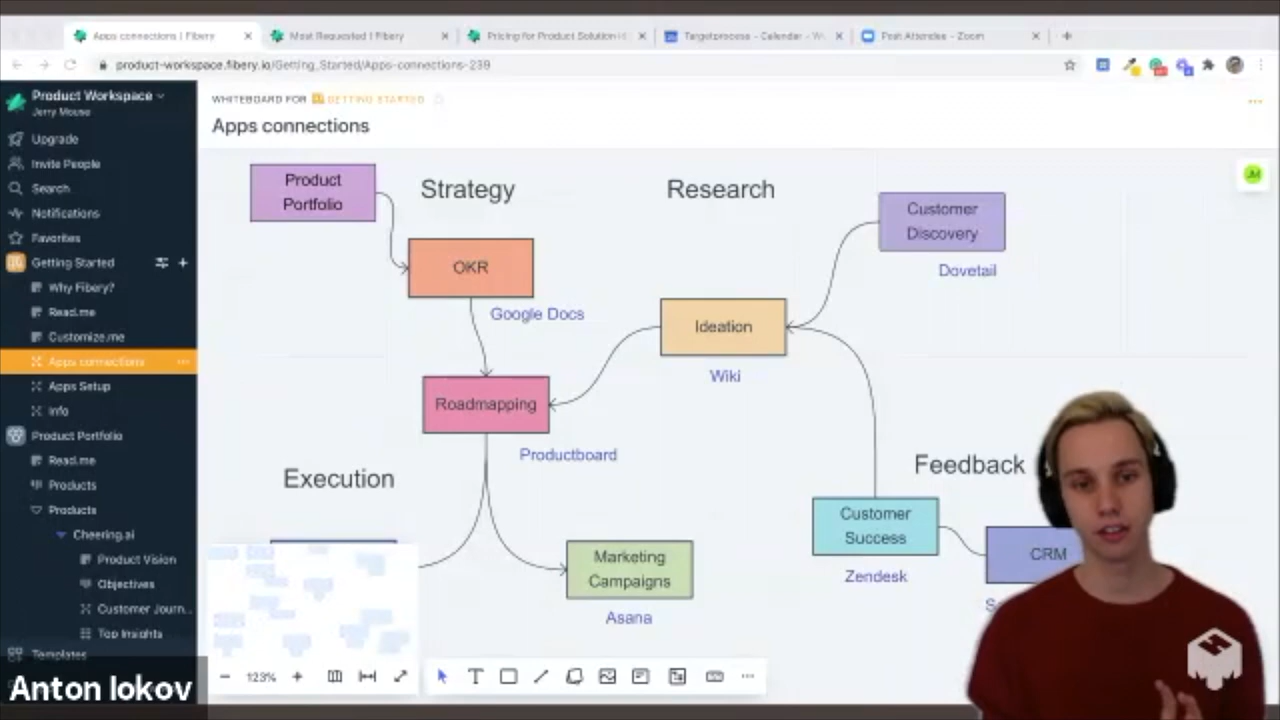 Apps connections | Fibery
Most Requested | Fibery
Pricing for Product Solution
Targetprocess - Calendar - W
Post Attendee - Zoom
product-workspace.fibery.io/Getting_Started/Apps-connections-239
Product Workspace
Jerry Mouse
Upgrade
Invite People
Search
Notifications
Favorites
Getting Started
Why Fibery?
Read.me
Customize.me
Apps connections
Apps Setup
Info
Product Portfolio
Read.me
Products
Products
Cheering.ai
Product Vision
Objectives
Customer Journ...
Top Insights
Templates
WHITEBOARD FOR GETTING STARTED
Apps connections
JM
Product
Portfolio
Strategy
Research
Customer
Discovery
Dovetail
OKR
Google Docs
Ideation
Wiki
Roadmapping
Productboard
Execution
Feedback
Customer
Success
Zendesk
CRM
Marketing
Campaigns
Asana
123%
Anton Iokov